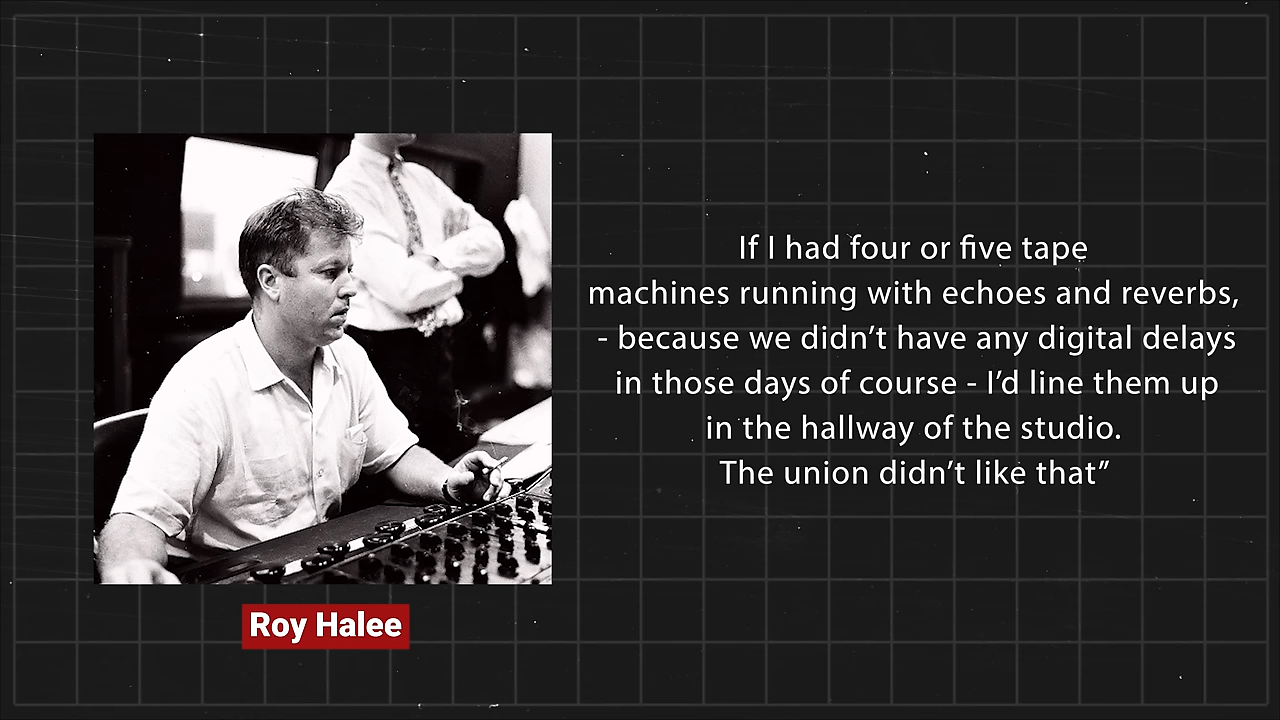 If I had four or five tape
machines running with echoes and reverbs,
- because we didn’t have any digital delays
in those days of course - I’d line them up
in the hallway of the studio.
The union didn’t like that”
Roy Halee